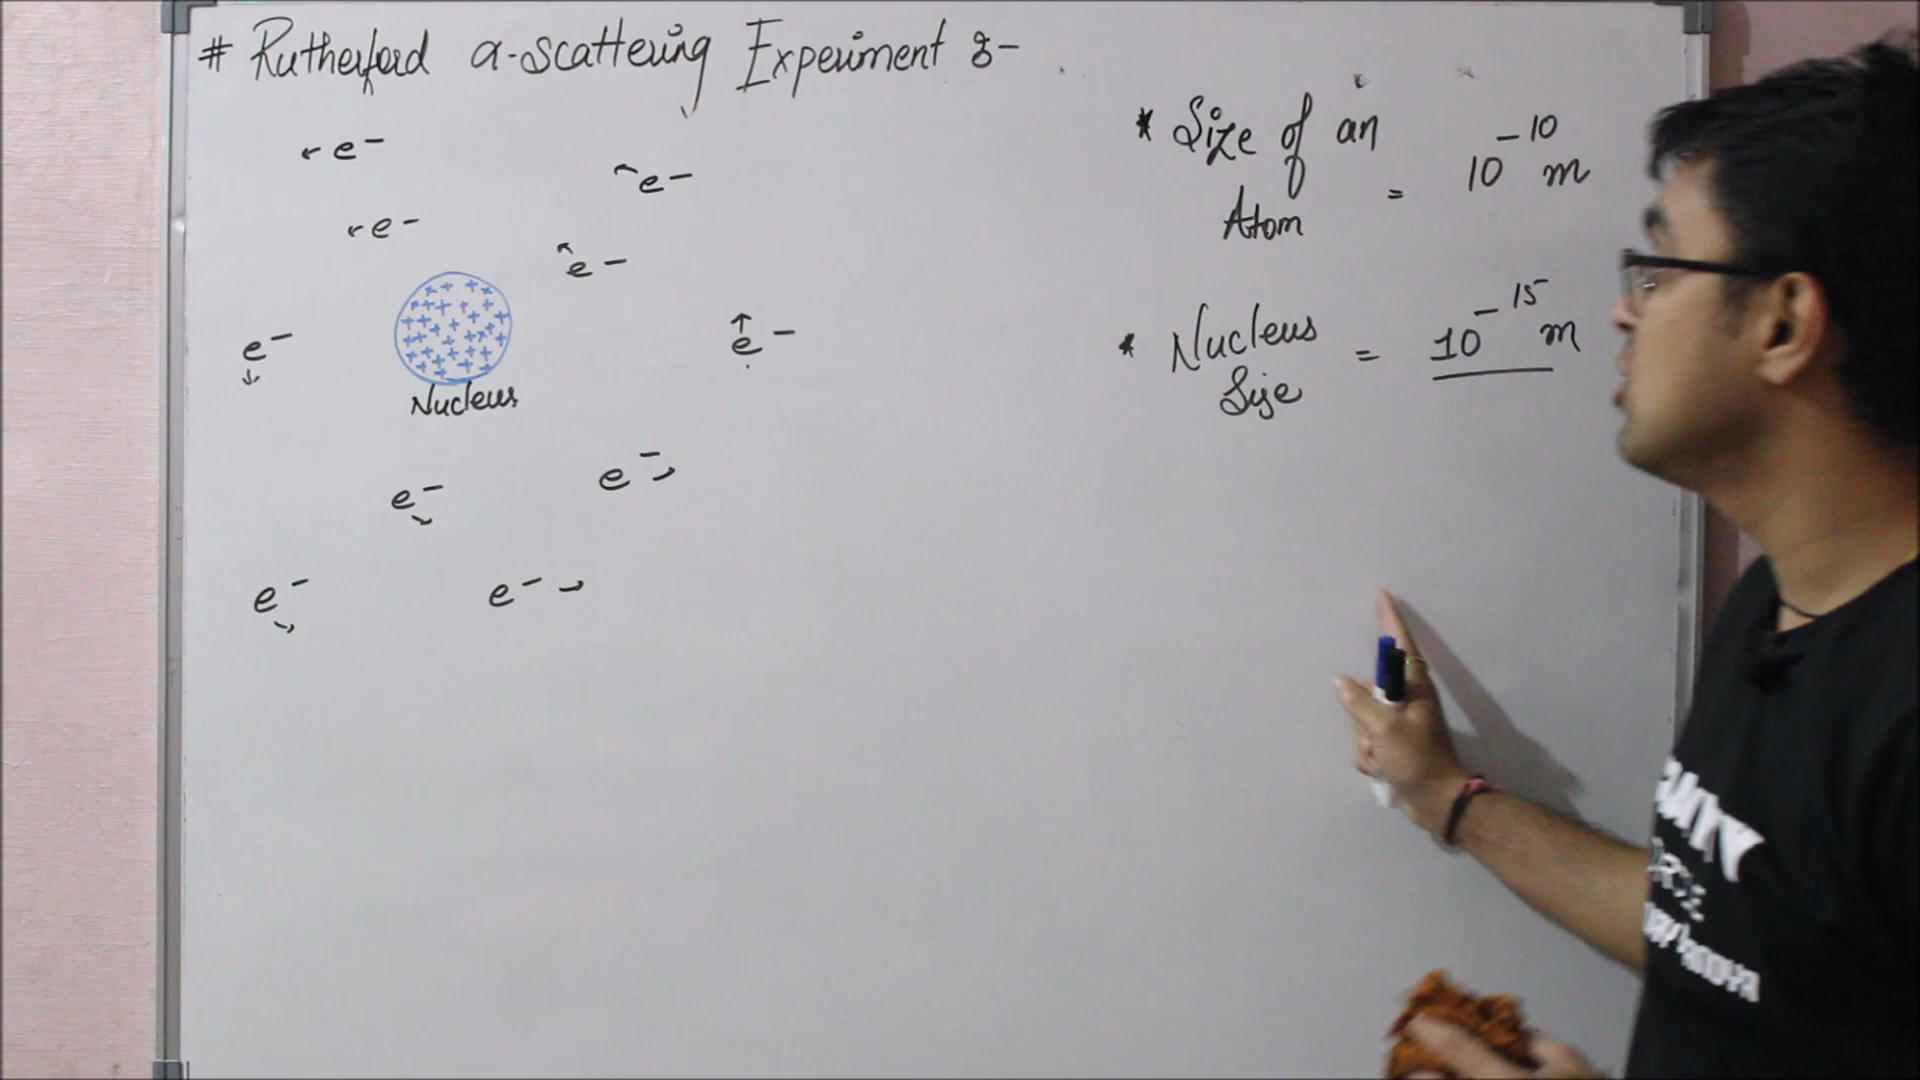 # Rutherford α-scattering Experiment :-
e-
e-
e-
e-
e-
e-
Nucleus
e-
e-
e-
e-
* Size of an
Atom = 10^-10 m
* Nucleus
Size = 10^-15 m